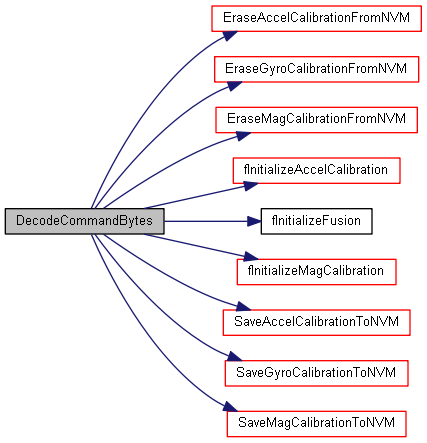 EraseAccelCalibrationFromNVM
EraseGyroCalibrationFromNVM
EraseMagCalibrationFromNVM
fInitializeAccelCalibration
DecodeCommandBytes
fInitializeFusion
fInitializeMagCalibration
SaveAccelCalibrationToNVM
SaveGyroCalibrationToNVM
SaveMagCalibrationToNVM